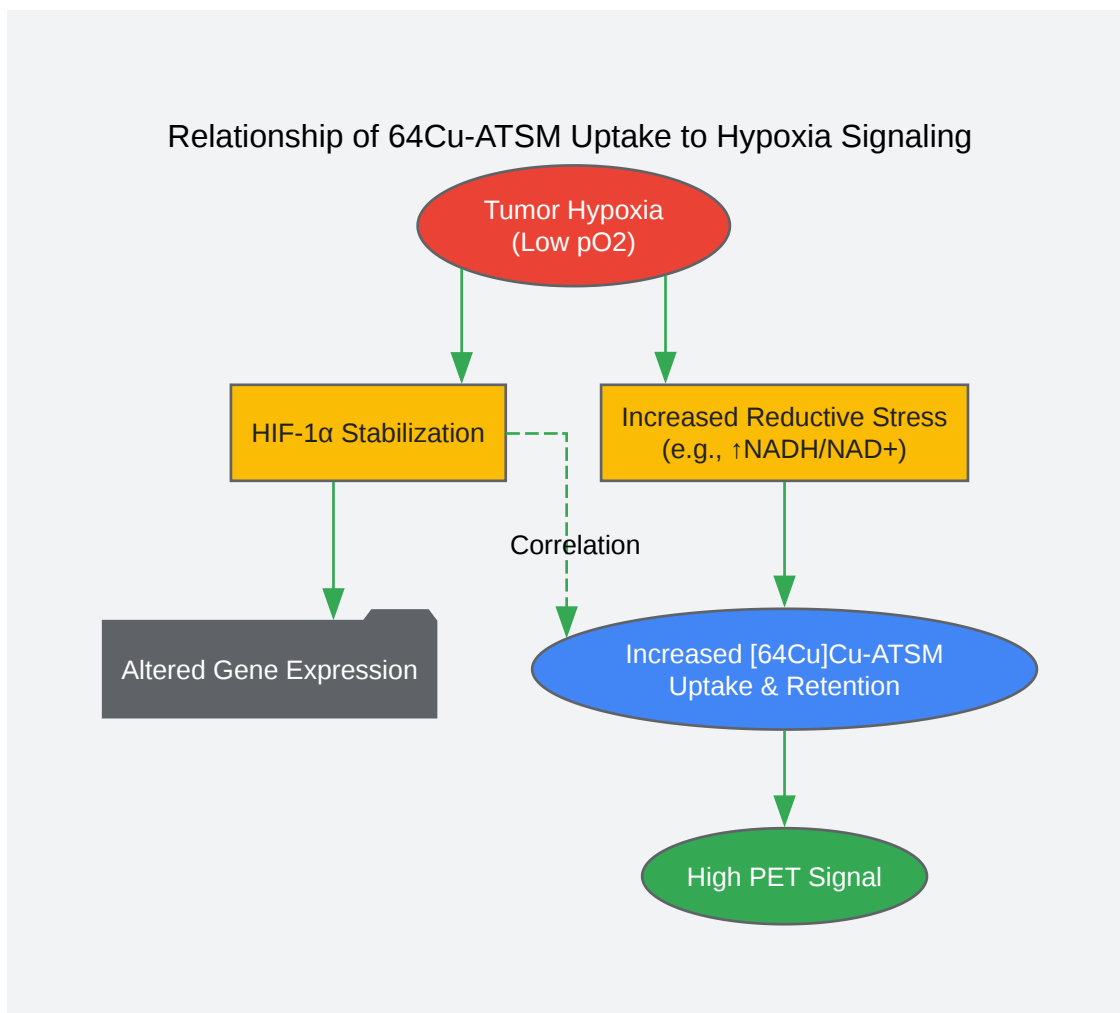 Relationship of 64Cu-ATSM Uptake to Hypoxia Signaling
Tumor Hypoxia
(Low pO2)
HIF-1α Stabilization
Increased Reductive Stress
(e.g., ↑NADH/NAD+)
Correlation
Altered Gene Expression
Increased [64Cu]Cu-ATSM
Uptake & Retention
High PET Signal